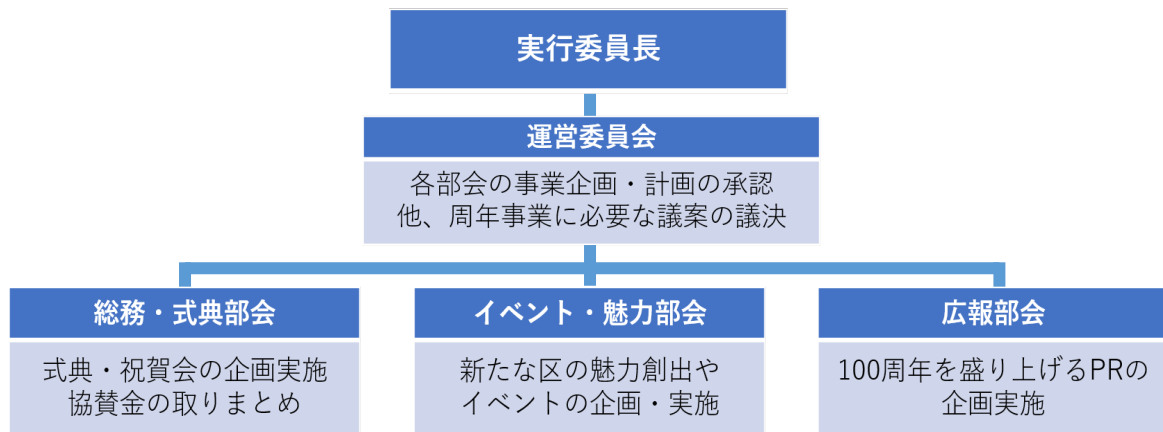 実行委員長
運営委員会
各部会の事業企画・計画の承認
他、周年事業に必要な議案の議決
総務・式典部会
式典・祝賀会の企画実施
協賛金の取りまとめ
イベント・魅力部会
新たな区の魅力創出や
イベントの企画・実施
広報部会
100周年を盛り上げるPRの
企画実施